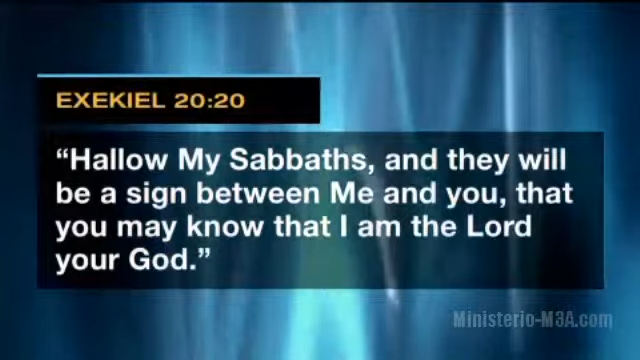 EXEKIEL 20:20
“Hallow My Sabbaths, and they will
be a sign between Me and you, that
you may know that I am the Lord
your God.”
Ministerio-M3A.com